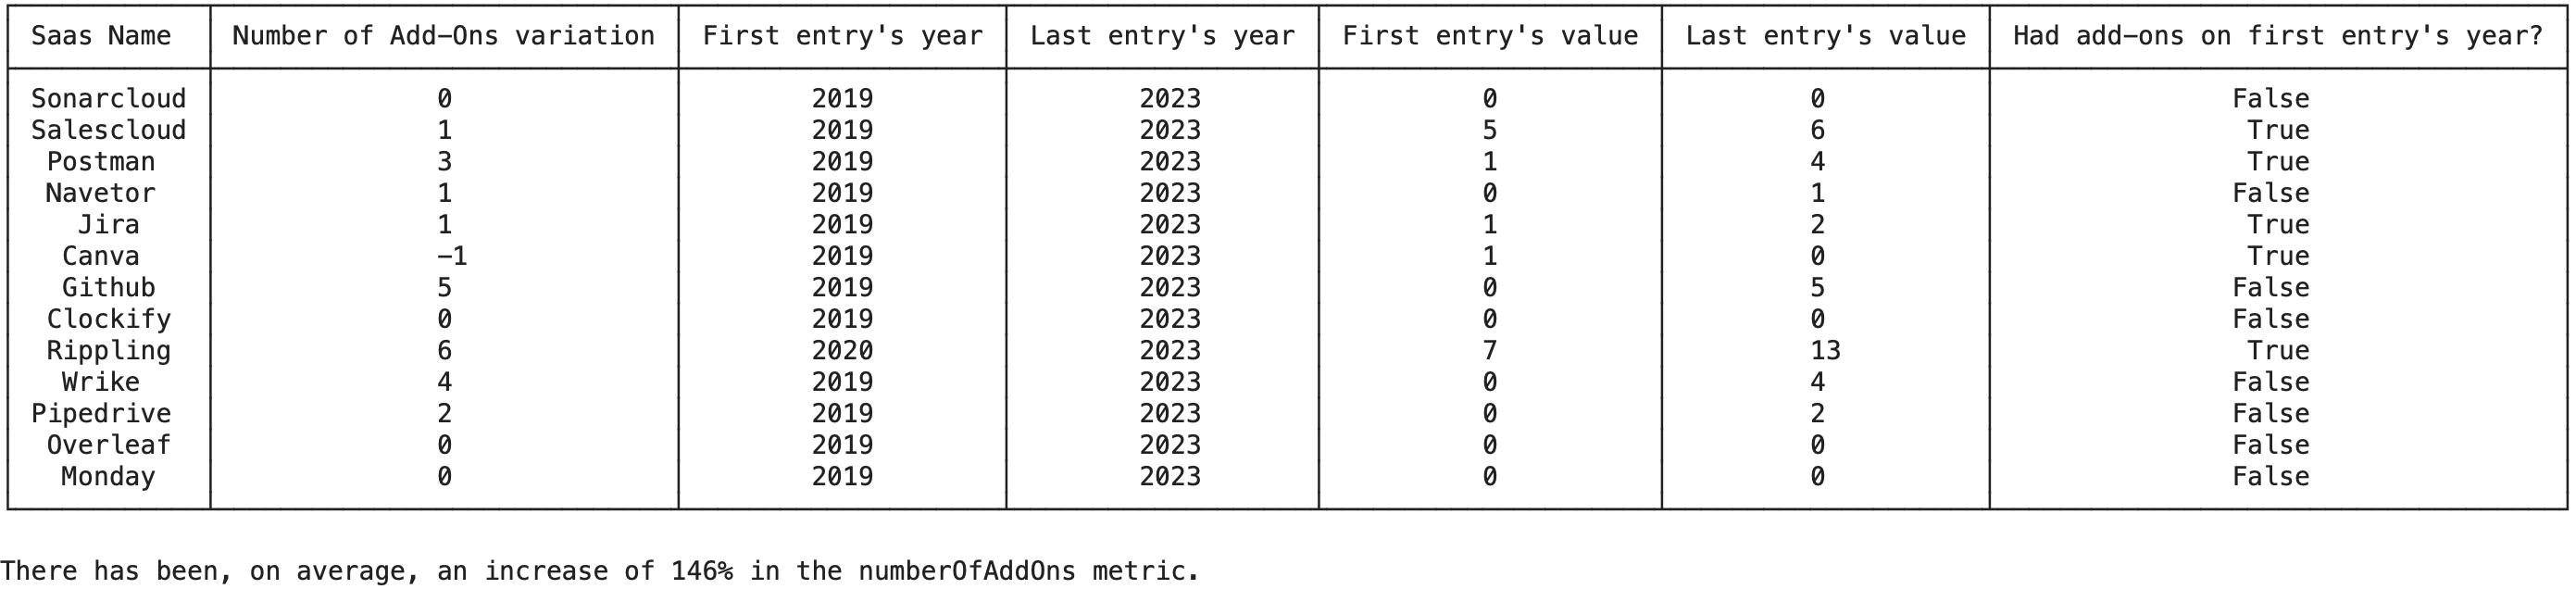 Saas Name Number of Add-Ons variation First entry's year Last entry's year First entry's value Last entry's value Had add-ons on first entry's year?
Sonarcloud 0 2019 2023 0 0 False
Salescloud 1 2019 2023 5 6 True
Postman 3 2019 2023 1 4 True
Navetor 1 2019 2023 0 1 False
Jira 1 2019 2023 1 2 True
Canva -1 2019 2023 1 0 True
Github 5 2019 2023 0 5 False
Clockify 0 2019 2023 0 0 False
Rippling 6 2020 2023 7 13 True
Wrike 4 2019 2023 0 4 False
Pipedrive 2 2019 2023 0 2 False
Overleaf 0 2019 2023 0 0 False
Monday 0 2019 2023 0 0 False
There has been, on average, an increase of 146% in the numberOfAddOns metric.